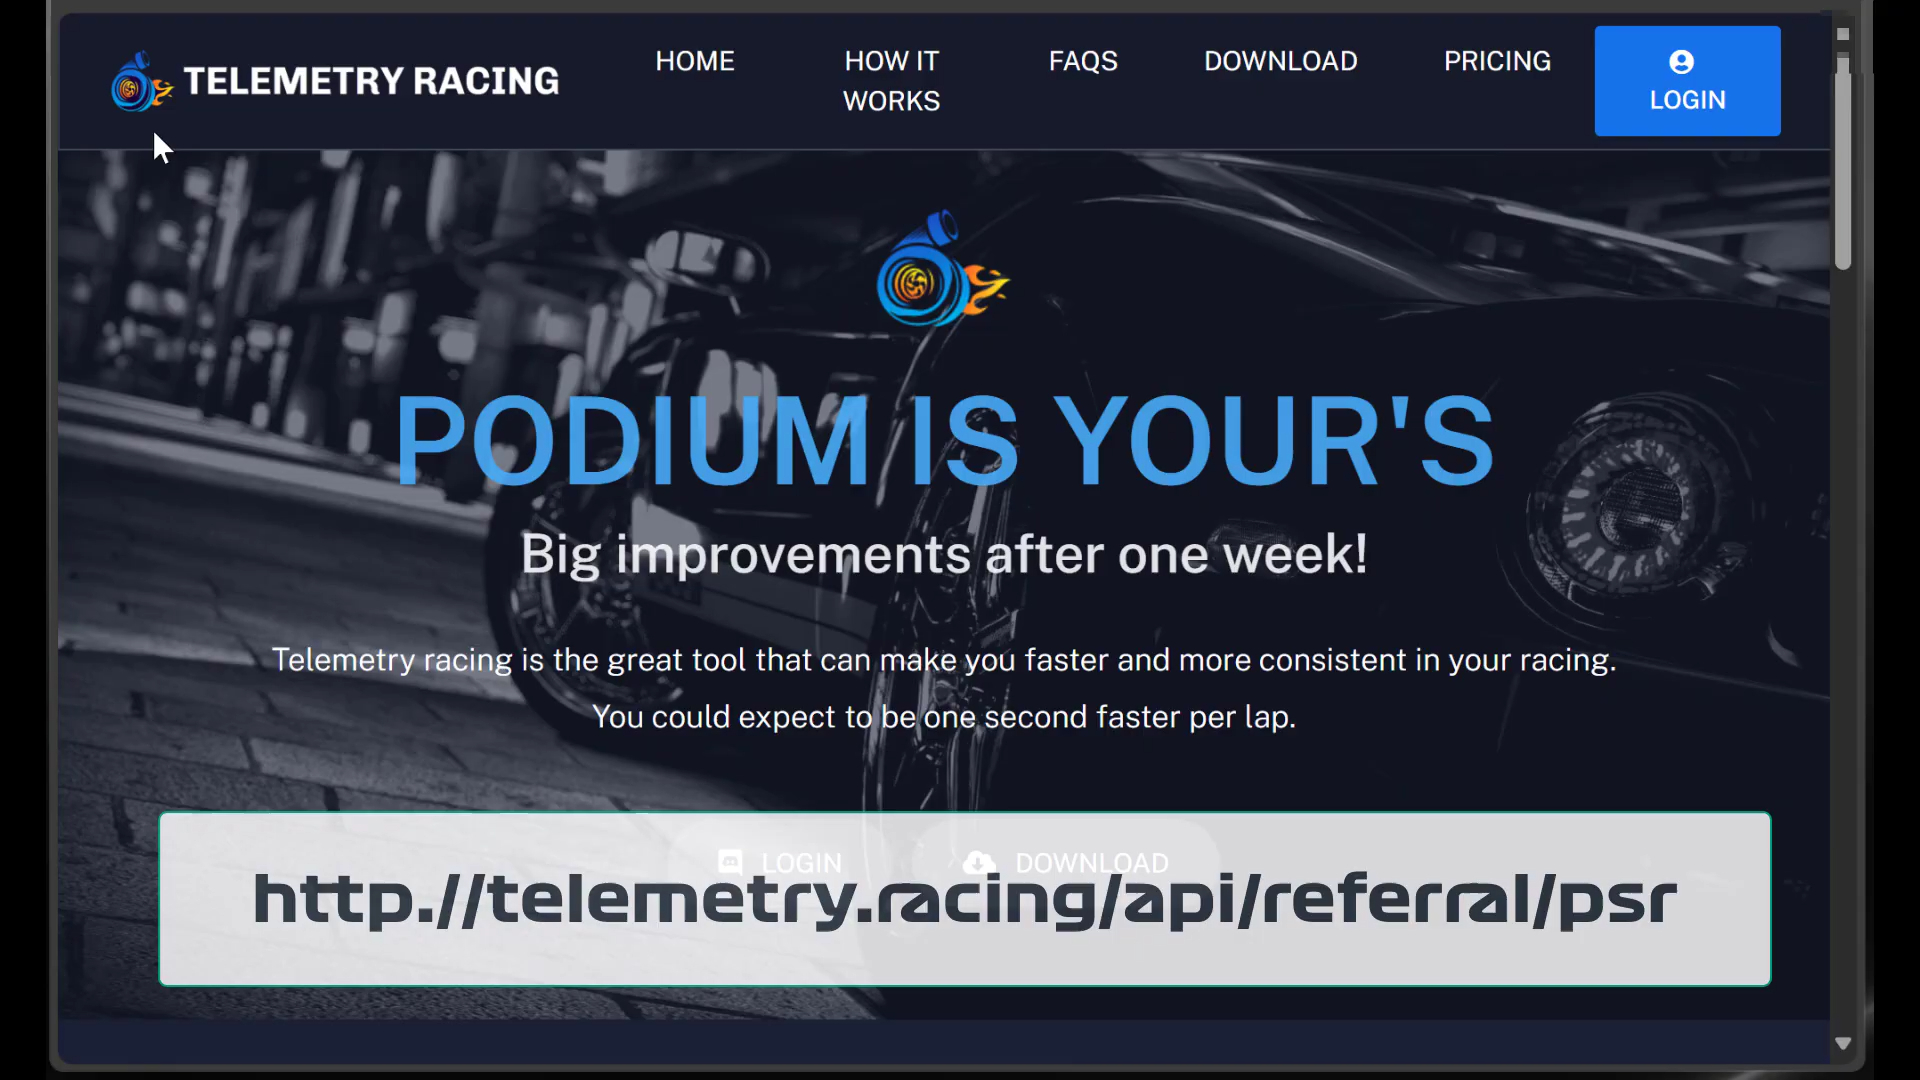 TELEMETRY RACING
HOME
HOW IT
WORKS
FAQS
DOWNLOAD
PRICING
LOGIN
PODIUM IS YOUR'S
Big improvements after one week!
Telemetry racing is the great tool that can make you faster and more consistent in your racing.
You could expect to be one second faster per lap.
LOGIN
DOWNLOAD
http://telemetry.racing/api/referral/psr